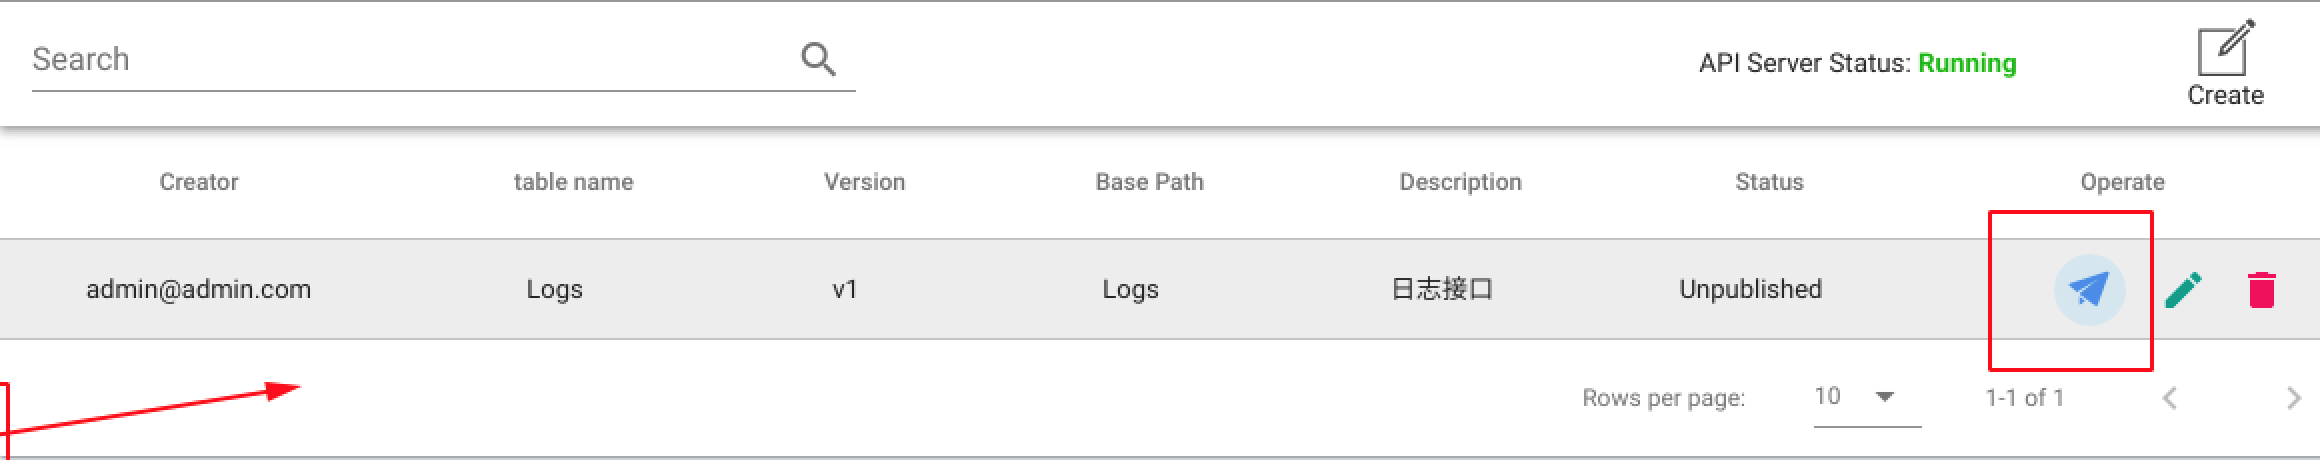 Search
API Server Status: Running
Create
Creator table name Version Base Path Description Status Operate
admin@admin.com Logs v1 Logs 日志接口 Unpublished
Rows per page: 10 1-1 of 1